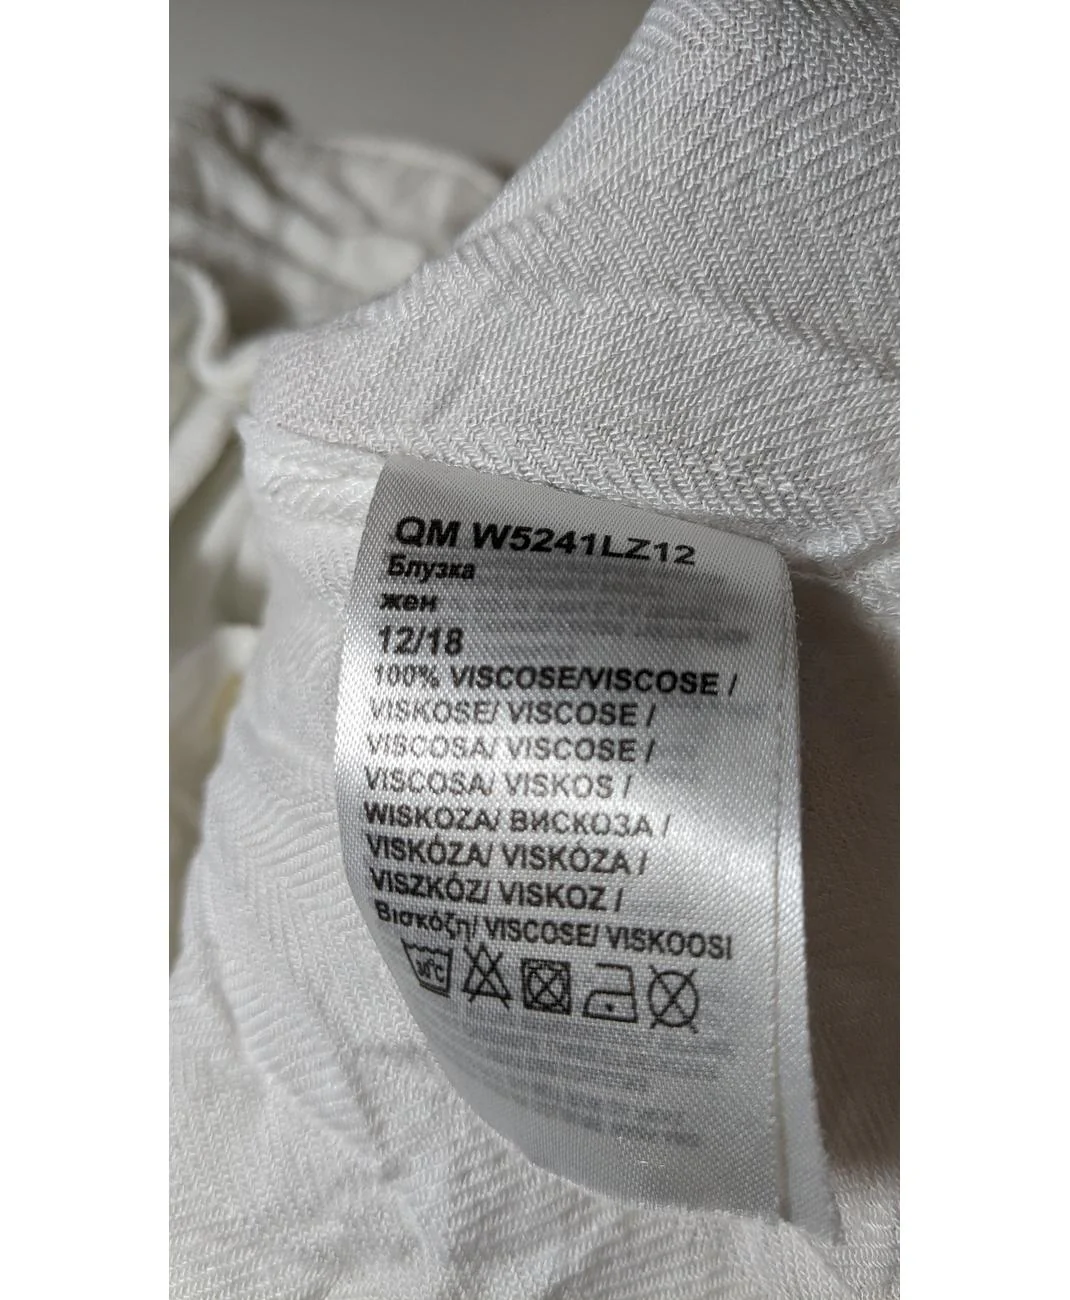 QM W5241LZ12
Блузка
жен
12/18
100% VISCOSE/VISCOSE /
VISKOSE/ VISCOSE /
VISCOSA/ VISCOSE /
VISCOSA/ VISKOS /
WISKOZA/ ВИСКОЗА /
VISKÓZA/ VISKÓZA /
VISZKÓZ/ VISKOZ /
Βισκόζη/ VISCOSE/ VISKOOSI
30°C